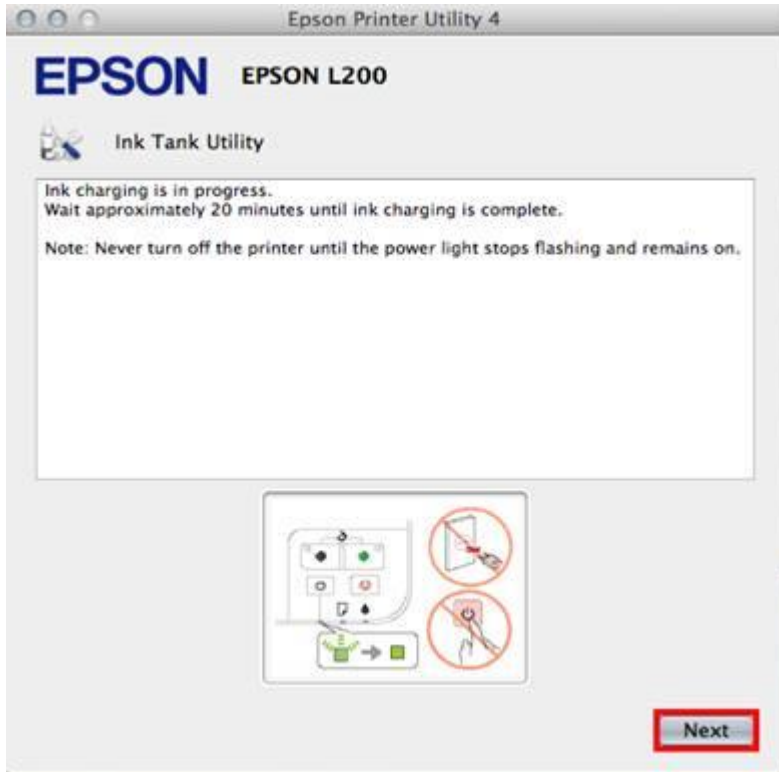 Epson Printer Utility 4
EPSON EPSON L200
Ink Tank Utility
Ink charging is in progress.
Wait approximately 20 minutes until ink charging is complete.
Note: Never turn off the printer until the power light stops flashing and remains on.
Next